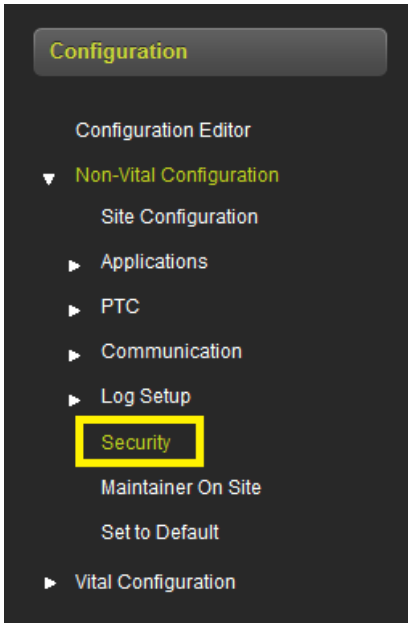 Configuration
Configuration Editor
Non-Vital Configuration
Site Configuration
Applications
PTC
Communication
Log Setup
Security
Maintainer On Site
Set to Default
Vital Configuration